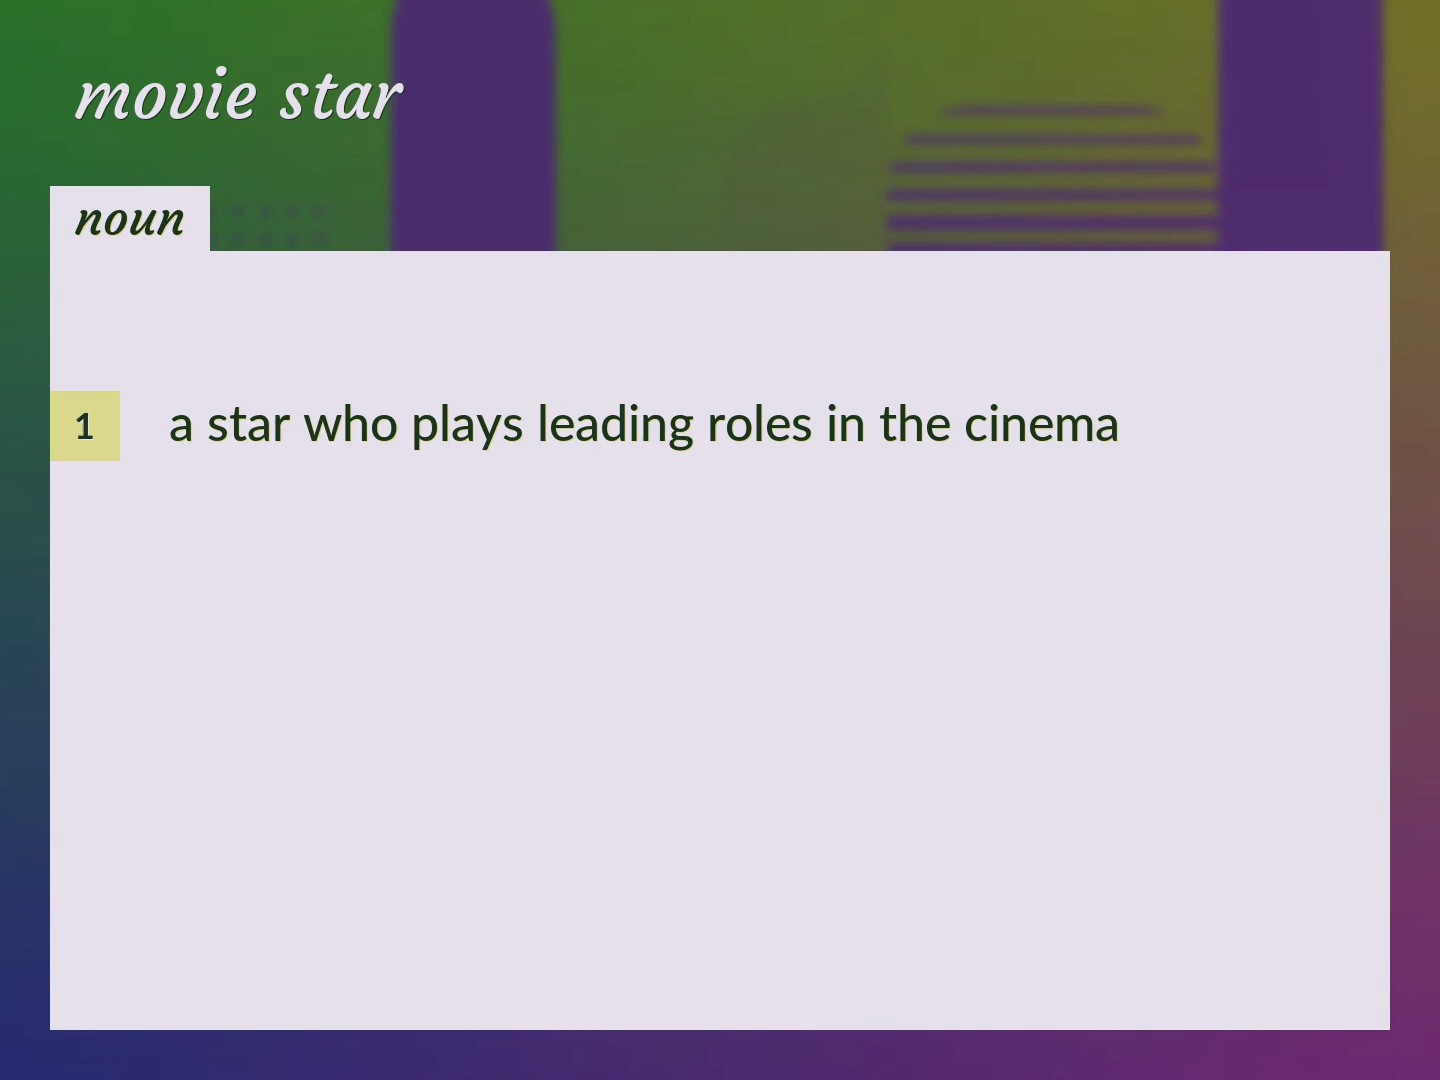 movie star
noun
1 a star who plays leading roles in the cinema